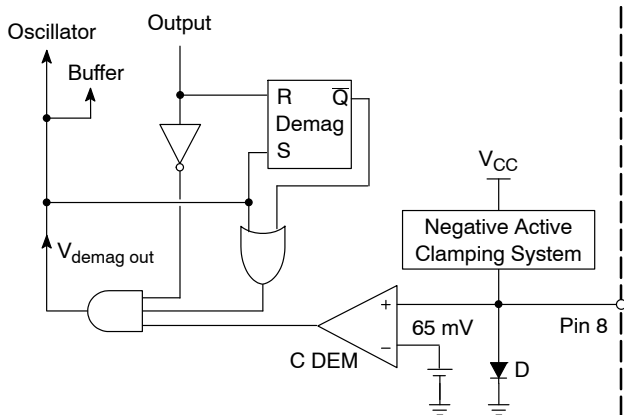 Oscillator
Output
Buffer
R Q̅
Demag
S
VCC
Negative Active
Clamping System
Vdemag out
+
65 mV
Pin 8
−
C DEM
D